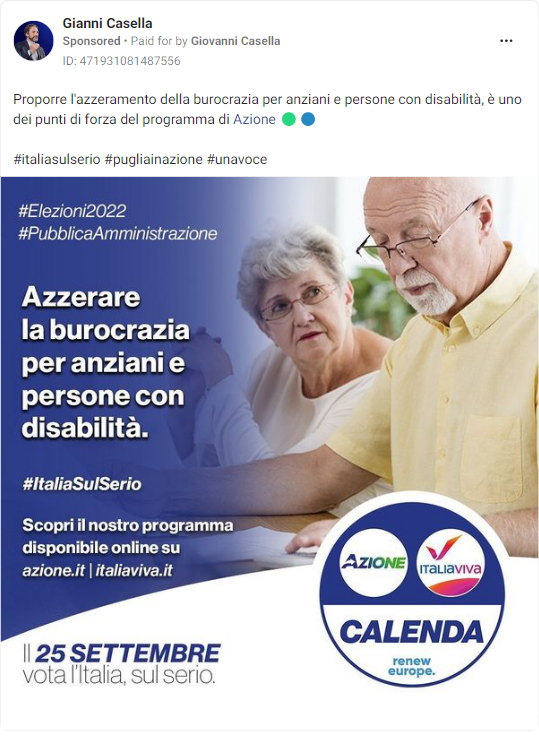 Gianni Casella
Sponsored • Paid for by Giovanni Casella
ID: 471931081487556
Proporre l'azzeramento della burocrazia per anziani e persone con disabilità, è uno
dei punti di forza del programma di Azione
#italiasulserio #pugliainazione #unavoce
#Elezioni2022
#PubblicaAmministrazione
Azzerare
la burocrazia
per anziani e
persone con
disabilità.
#ItaliaSulSerio
Scopri il nostro programma
disponibile online su
azione.it | italiaviva.it
AZIONE
ITALIAVIVA
CALENDA
renew
europe.
Il 25 SETTEMBRE
vota l'Italia, sul serio.